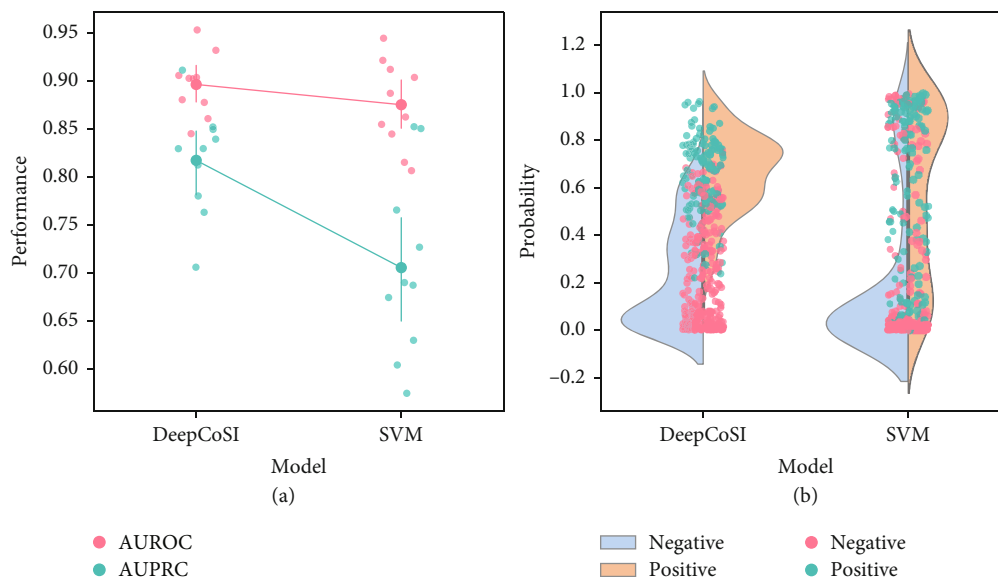 0.95
0.90
0.85
0.80
0.75
0.70
0.65
0.60
Performance
DeepCoSI
SVM
Model
(a)
AUROC
AUPRC
1.2
1.0
0.8
0.6
0.4
0.2
0.0
–0.2
Probability
DeepCoSI
SVM
Model
(b)
Negative
Positive
Negative
Positive